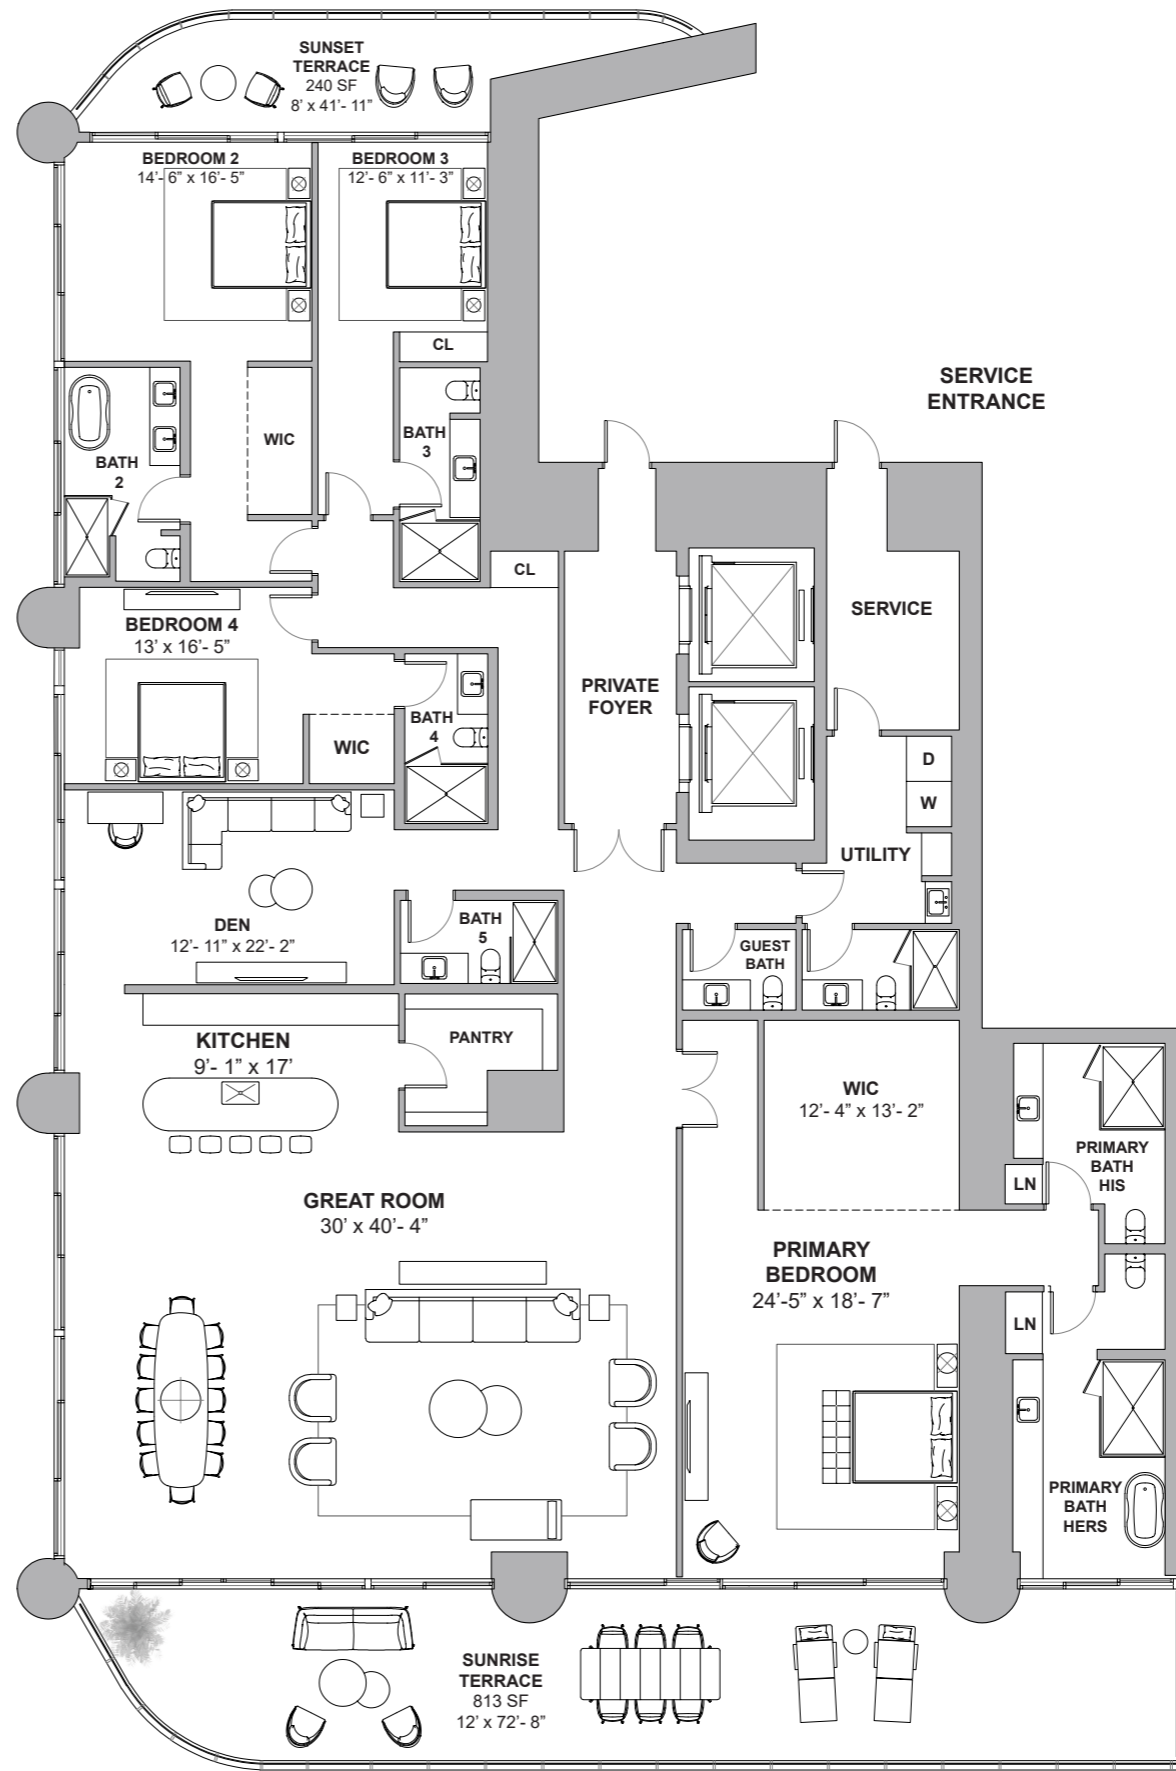 SUNSET
TERRACE
240 SF
8’ x 41’- 11”
BEDROOM 2
14’- 6” x 16’- 5”
BEDROOM 3
12’- 6” x 11’- 3”
CL
SERVICE
ENTRANCE
WIC
BATH
3
BATH
2
CL
SERVICE
BEDROOM 4
13’ x 16’- 5”
PRIVATE
FOYER
BATH
4
WIC
D
W
UTILITY
BATH
5
DEN
12’- 11” x 22’- 2”
GUEST
BATH
KITCHEN
9’- 1” x 17’
PANTRY
WIC
12’- 4” x 13’- 2”
PRIMARY
BATH
HIS
LN
GREAT ROOM
30’ x 40’- 4”
PRIMARY
BEDROOM
24’-5” x 18’- 7”
LN
PRIMARY
BATH
HERS
SUNRISE
TERRACE
813 SF
12’ x 72’- 8”